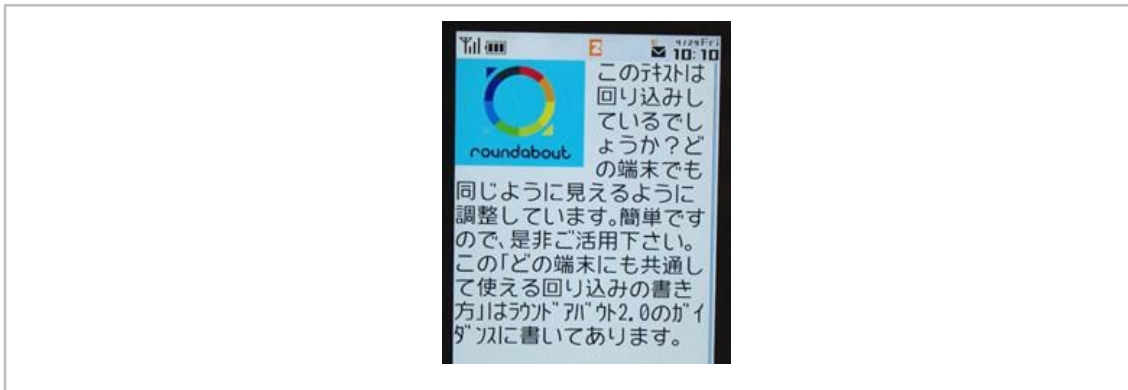 4/29Fri
10:10
roundabout
このﾃｷｽﾄは
回り込みし
ているでし
ょうか？ど
の端末でも
同じように見えるように
調整しています｡簡単です
ので､是非ご活用下さい｡
この｢どの端末にも共通し
て使える回り込みの書き
方｣はﾗｳﾝﾄﾞｱﾊﾞｳﾄ2.0のｶﾞｲ
ﾀﾞﾝｽに書いてあります｡